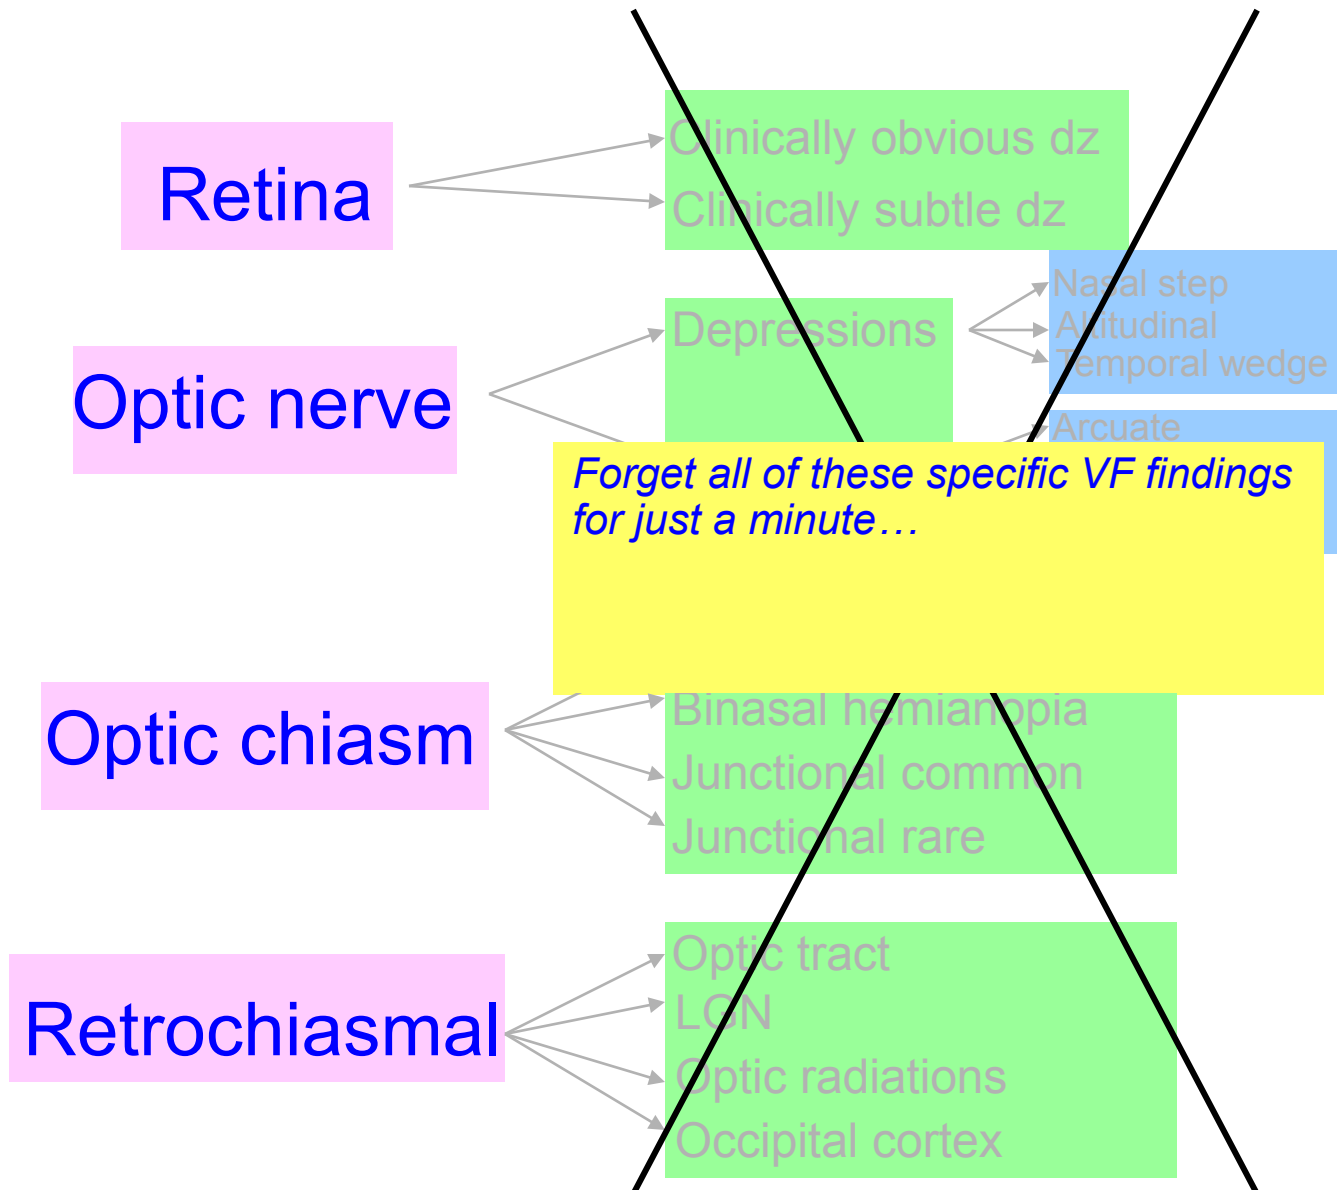 Retina
Clinically obvious dz
Clinically subtle dz
Optic nerve
Depressions
Nasal step
Altitudinal
Temporal wedge
Arcuate
Forget all of these specific VF findings
for just a minute…
Optic chiasm
Binasal hemianopia
Junctional common
Junctional rare
Retrochiasmal
Optic tract
LGN
Optic radiations
Occipital cortex